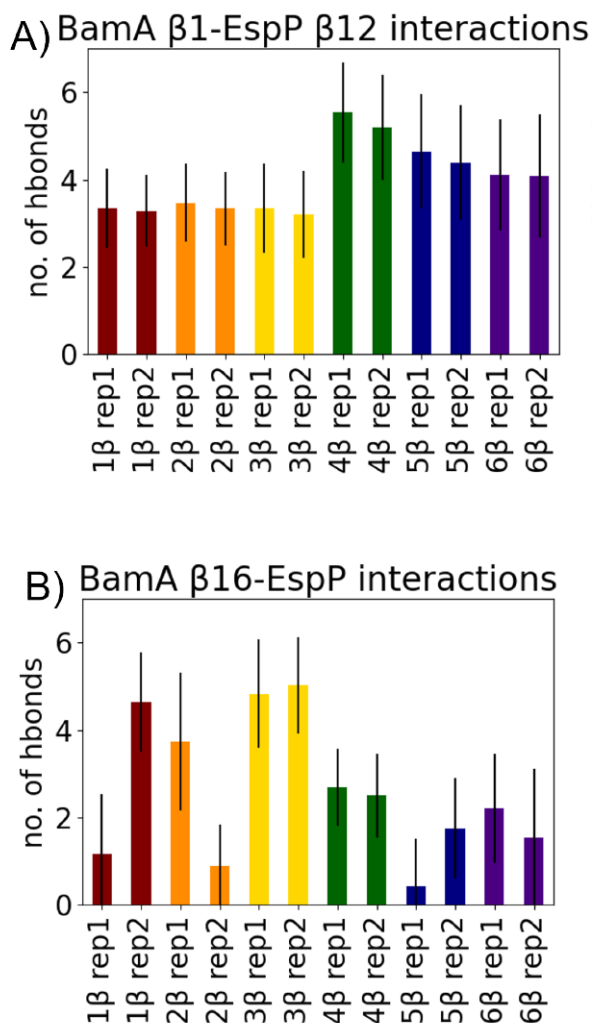 A) BamA β1-EspP β12 interactions
no. of hbonds
6
4
2
0
1β rep1
1β rep2
2β rep1
2β rep2
3β rep1
3β rep2
4β rep1
4β rep2
5β rep1
5β rep2
6β rep1
6β rep2
B) BamA β16-EspP interactions
no. of hbonds
6
4
2
0
1β rep1
1β rep2
2β rep1
2β rep2
3β rep1
3β rep2
4β rep1
4β rep2
5β rep1
5β rep2
6β rep1
6β rep2